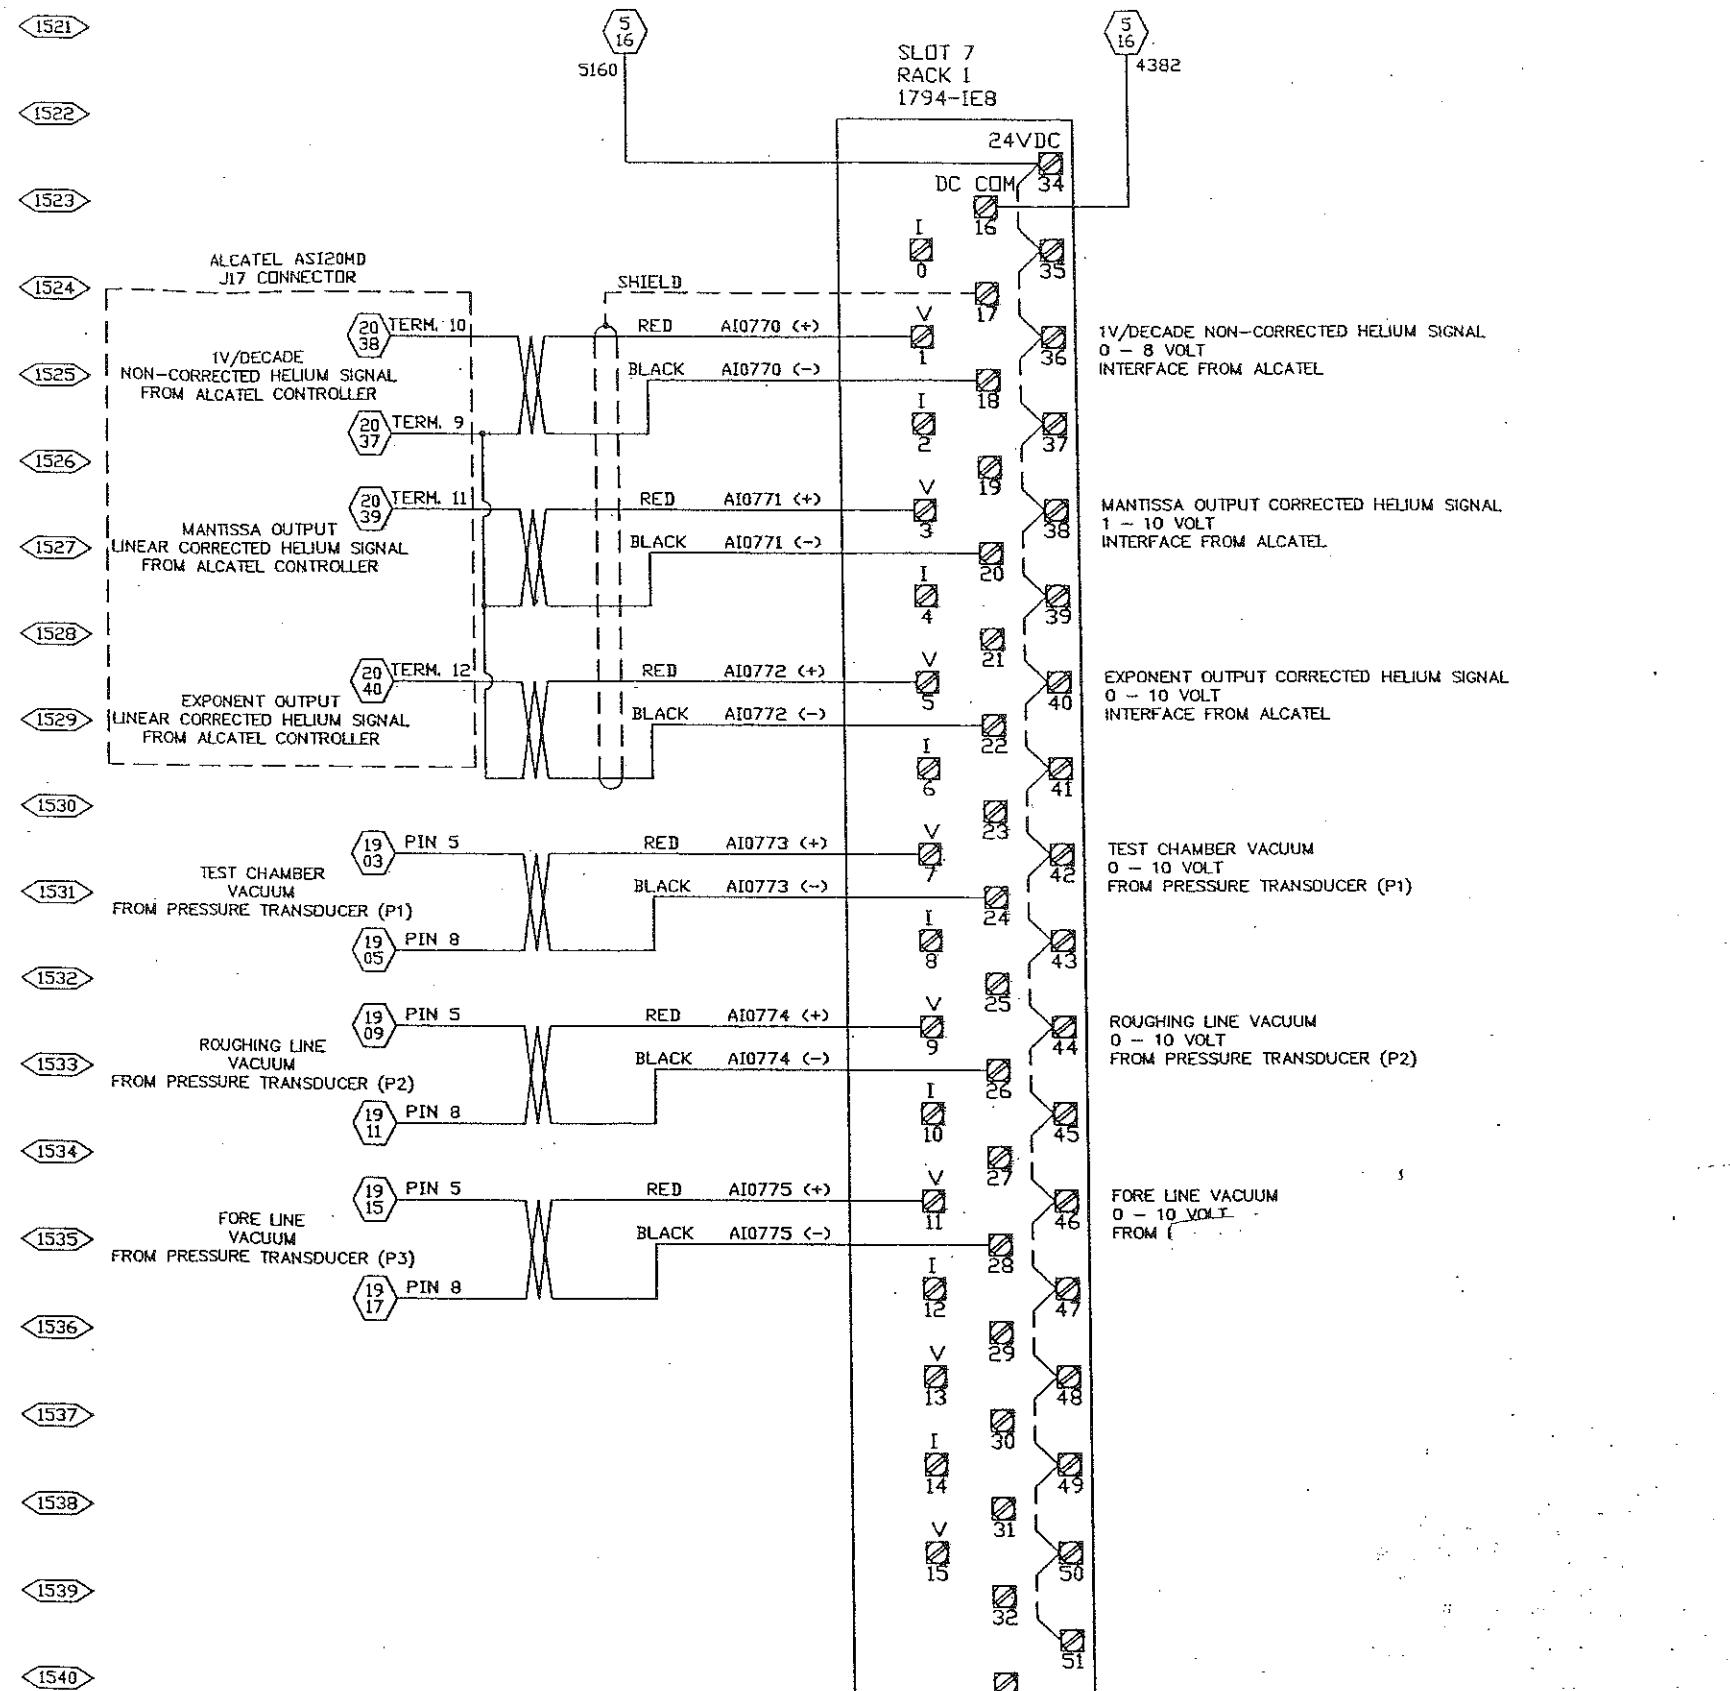 1521
5
16
5160
5
16
4382
SLOT 7
RACK 1
1794-IE8
1522
24VDC
34
1523
DC COM
16
I
0
35
ALCATEL ASI20MD
J17 CONNECTOR
1524
SHIELD
17
20
38
TERM. 10
RED
AI0770 (+)
V
1
36
1V/DECADE NON-CORRECTED HELIUM SIGNAL
0 - 8 VOLT
INTERFACE FROM ALCATEL
1V/DECADE
NON-CORRECTED HELIUM SIGNAL
FROM ALCATEL CONTROLLER
1525
BLACK
AI0770 (-)
18
20
37
TERM. 9
I
2
37
1526
19
20
39
TERM. 11
RED
AI0771 (+)
V
3
38
MANTISSA OUTPUT CORRECTED HELIUM SIGNAL
1 - 10 VOLT
INTERFACE FROM ALCATEL
MANTISSA OUTPUT
LINEAR CORRECTED HELIUM SIGNAL
FROM ALCATEL CONTROLLER
1527
BLACK
AI0771 (-)
20
I
4
39
1528
21
20
40
TERM. 12
RED
AI0772 (+)
V
5
40
EXPONENT OUTPUT CORRECTED HELIUM SIGNAL
0 - 10 VOLT
INTERFACE FROM ALCATEL
EXPONENT OUTPUT
LINEAR CORRECTED HELIUM SIGNAL
FROM ALCATEL CONTROLLER
1529
BLACK
AI0772 (-)
22
I
6
41
1530
23
19
03
PIN 5
RED
AI0773 (+)
V
7
42
TEST CHAMBER VACUUM
0 - 10 VOLT
FROM PRESSURE TRANSDUCER (P1)
TEST CHAMBER
VACUUM
FROM PRESSURE TRANSDUCER (P1)
1531
BLACK
AI0773 (-)
24
19
05
PIN 8
I
8
43
1532
25
19
09
PIN 5
RED
AI0774 (+)
V
9
44
ROUGHING LINE VACUUM
0 - 10 VOLT
FROM PRESSURE TRANSDUCER (P2)
ROUGHING LINE
VACUUM
FROM PRESSURE TRANSDUCER (P2)
1533
BLACK
AI0774 (-)
26
19
11
PIN 8
I
10
45
1534
27
19
15
PIN 5
RED
AI0775 (+)
V
11
46
FORE LINE VACUUM
0 - 10 VOLT
FROM (
FORE LINE
VACUUM
FROM PRESSURE TRANSDUCER (P3)
1535
BLACK
AI0775 (-)
28
19
17
PIN 8
I
12
47
1536
29
V
13
48
1537
30
I
14
49
1538
31
V
15
50
1539
32
51
1540